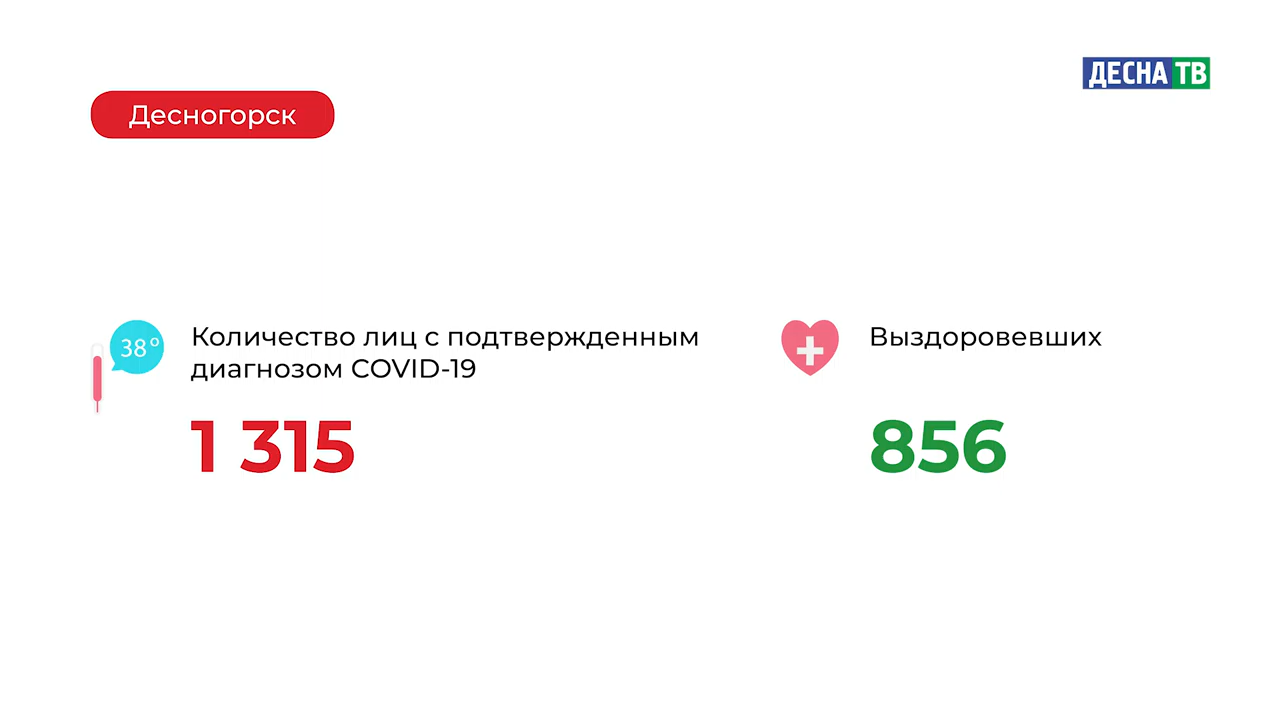 ДЕСНА ТВ
Десногорск
38°
Количество лиц с подтвержденным
диагнозом COVID-19
1 315
Выздоровевших
856